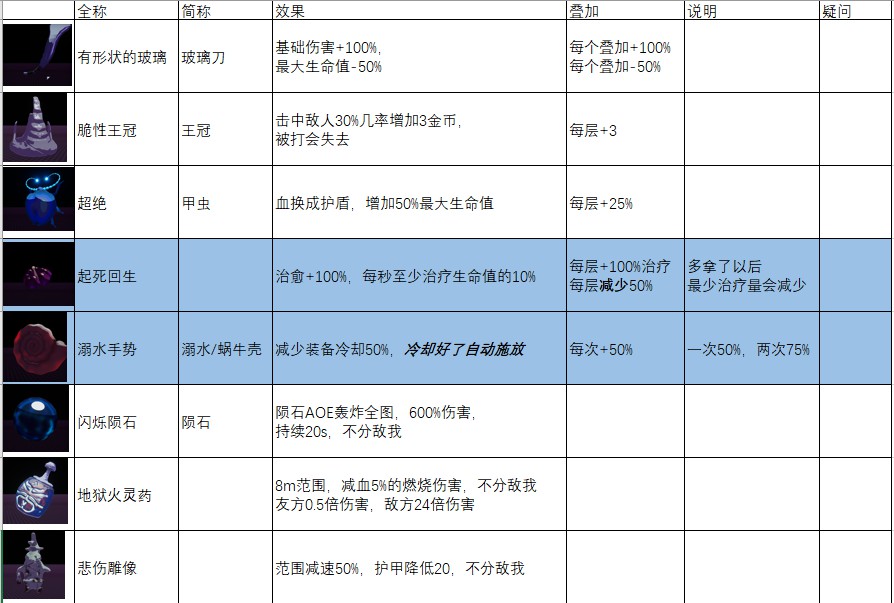 全称 简称 效果 叠加 说明 疑问
有形状的玻璃 玻璃刀 基础伤害+100%, 每个叠加+100%
最大生命值-50% 每个叠加-50%
脆性王冠 王冠 击中敌人30%几率增加3金币, 每层+3
被打会失去
超绝 甲虫 血换成护盾，增加50%最大生命值 每层+25%
起死回生 治愈+100%，每秒至少治疗生命值的10% 每层+100%治疗 多拿了以后
每层减少50% 最少治疗量会减少
溺水手势 溺水/蜗牛壳 减少装备冷却50%，冷却好了自动施放 每次+50% 一次50%，两次75%
闪烁陨石 陨石 陨石AOE轰炸全图，600%伤害，
持续20s，不分敌我
地狱火灵药 8m范围，减血5%的燃烧伤害，不分敌我
友方0.5倍伤害，敌方24倍伤害
悲伤雕像 范围减速50%，护甲降低20，不分敌我